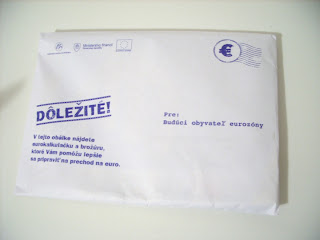 €
DÔLEŽITÉ!
Pre:
Budúci obyvateľ eurozóny
V tejto obálke nájdete
eurokalkulačku a brožúru,
ktoré Vám pomôžu lepšie
sa pripraviť na prechod na euro.